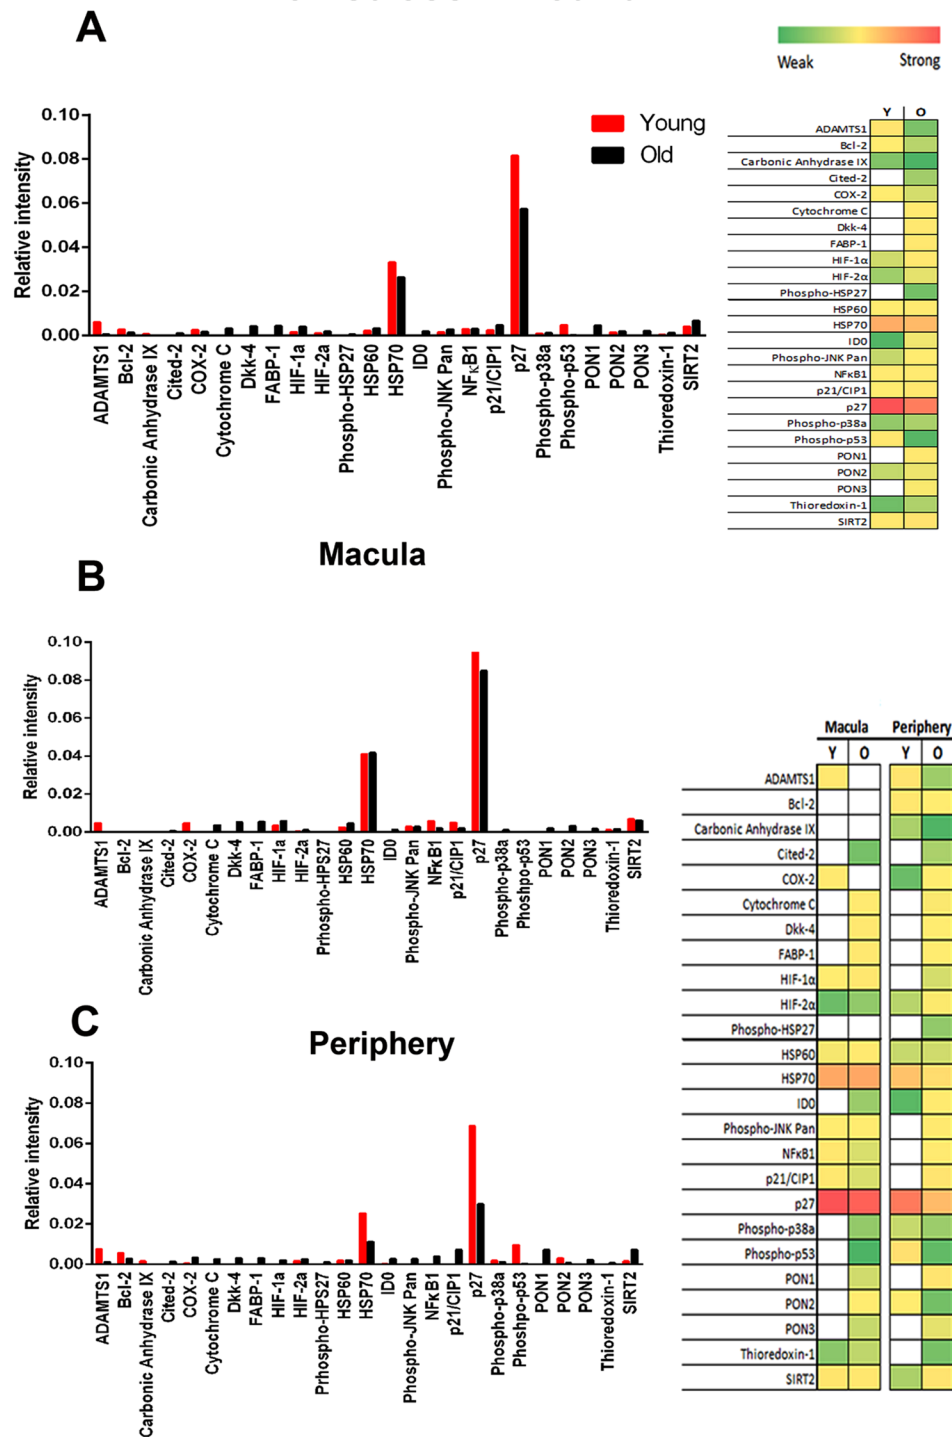 A
Weak Strong
0.10
0.08
0.06
0.04
0.02
0.00
Relative intensity
Young
Old
ADAMTS1
Bcl-2
Carbonic Anhydrase IX
Cited-2
COX-2
Cytochrome C
Dkk-4
FABP-1
HIF-1a
HIF-2a
Phospho-HSP27
HSP60
HSP70
ID0
Phospho-JNK Pan
NFκB1
p21/CIP1
p27
Phospho-p38a
Phospho-p53
PON1
PON2
PON3
Thioredoxin-1
SIRT2
Y O
ADAMTS1
Bcl-2
Carbonic Anhydrase IX
Cited-2
COX-2
Cytochrome C
Dkk-4
FABP-1
HIF-1α
HIF-2α
Phospho-HSP27
HSP60
HSP70
IDO
Phospho-JNK Pan
NFκB1
p21/CIP1
p27
Phospho-p38a
Phospho-p53
PON1
PON2
PON3
Thioredoxin-1
SIRT2
B
Macula
0.10
0.08
0.06
0.04
0.02
0.00
Relative intensity
ADAMTS1
Bcl-2
Carbonic Anhydrase IX
Cited-2
COX-2
Cytochrome C
Dkk-4
FABP-1
HIF-1a
HIF-2a
Prhospho-HPS27
HSP60
HSP70
ID0
Phospho-JNK Pan
NFκB1
p21/CIP1
p27
Phospho-p38a
Phoshpo-p53
PON1
PON2
PON3
Thioredoxin-1
SIRT2
C
Periphery
0.10
0.08
0.06
0.04
0.02
0.00
Relative intensity
ADAMTS1
Bcl-2
Carbonic Anhydrase IX
Cited-2
COX-2
Cytochrome C
Dkk-4
FABP-1
HIF-1a
HIF-2a
Prhospho-HPS27
HSP60
HSP70
ID0
Phospho-JNK Pan
NFκB1
p21/CIP1
p27
Phospho-p38a
Phoshpo-p53
PON1
PON2
PON3
Thioredoxin-1
SIRT2
Macula Periphery
Y O Y O
ADAMTS1
Bcl-2
Carbonic Anhydrase IX
Cited-2
COX-2
Cytochrome C
Dkk-4
FABP-1
HIF-1α
HIF-2α
Phospho-HSP27
HSP60
HSP70
IDO
Phospho-JNK Pan
NFκB1
p21/CIP1
p27
Phospho-p38a
Phospho-p53
PON1
PON2
PON3
Thioredoxin-1
SIRT2